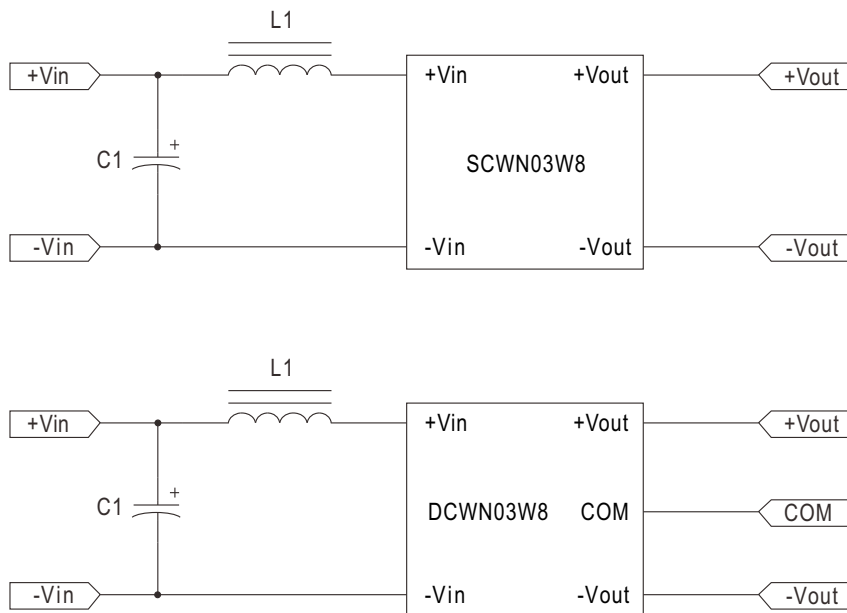 L1
+Vin +Vin +Vout +Vout
C1 + SCWN03W8
-Vin -Vin -Vout -Vout
L1
+Vin +Vin +Vout +Vout
C1 + DCWN03W8 COM COM
-Vin -Vin -Vout -Vout